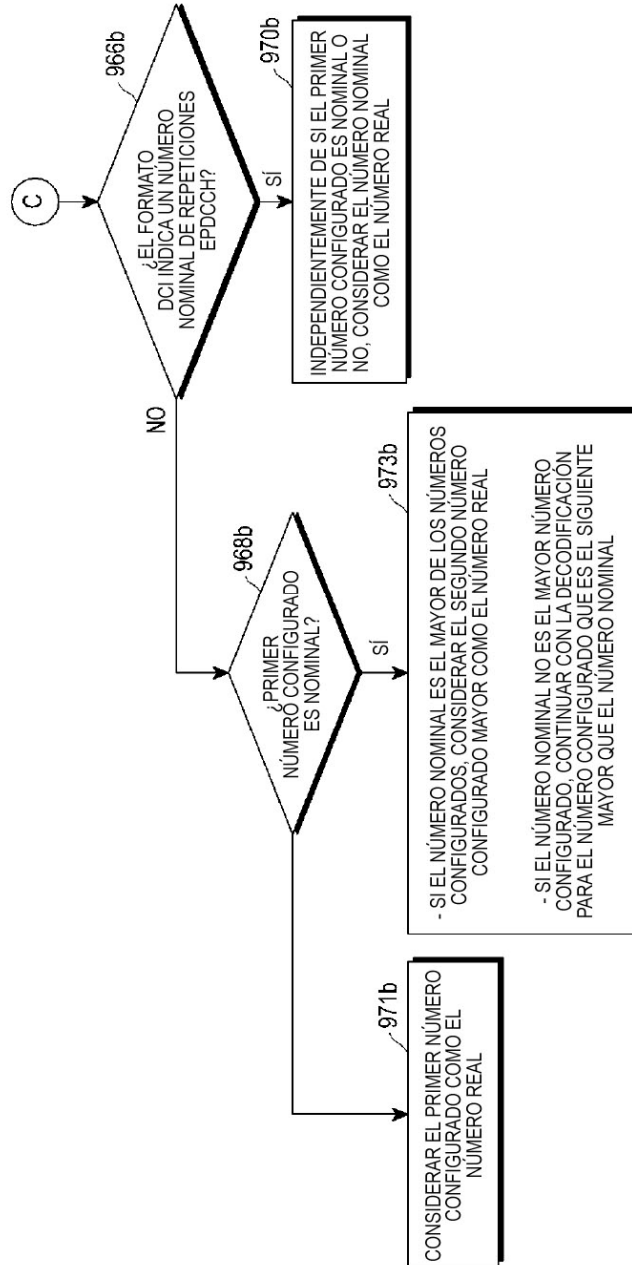 C
966b
¿EL FORMATO
DCI INDICA UN NÚMERO
NOMINAL DE REPETICIONES
EPDCCH?
SÍ
970b
INDEPENDIENTEMENTE DE SI EL PRIMER
NÚMERO CONFIGURADO ES NOMINAL O
NO, CONSIDERAR EL NÚMERO NOMINAL
COMO EL NÚMERO REAL
NO
968b
¿PRIMER
NÚMERO CONFIGURADO
ES NOMINAL?
SÍ
973b
- SI EL NÚMERO NOMINAL ES EL MAYOR DE LOS NÚMEROS
CONFIGURADOS, CONSIDERAR EL SEGUNDO NÚMERO
CONFIGURADO MAYOR COMO EL NÚMERO REAL
- SI EL NÚMERO NOMINAL NO ES EL MAYOR NÚMERO
CONFIGURADO, CONTINUAR CON LA DECODIFICACIÓN
PARA EL NÚMERO CONFIGURADO QUE ES EL SIGUIENTE
MAYOR QUE EL NÚMERO NOMINAL
971b
CONSIDERAR EL PRIMER NÚMERO
CONFIGURADO COMO EL
NÚMERO REAL